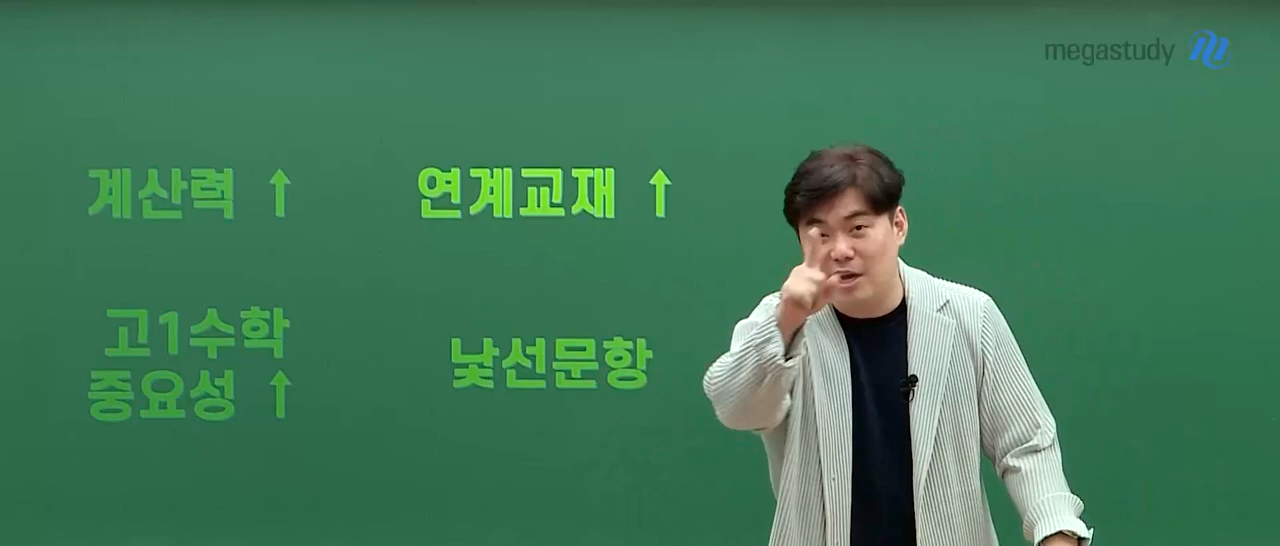 megastudy
계산력 ↑
연계교재 ↑
고1수학
중요성 ↑
낯선문항